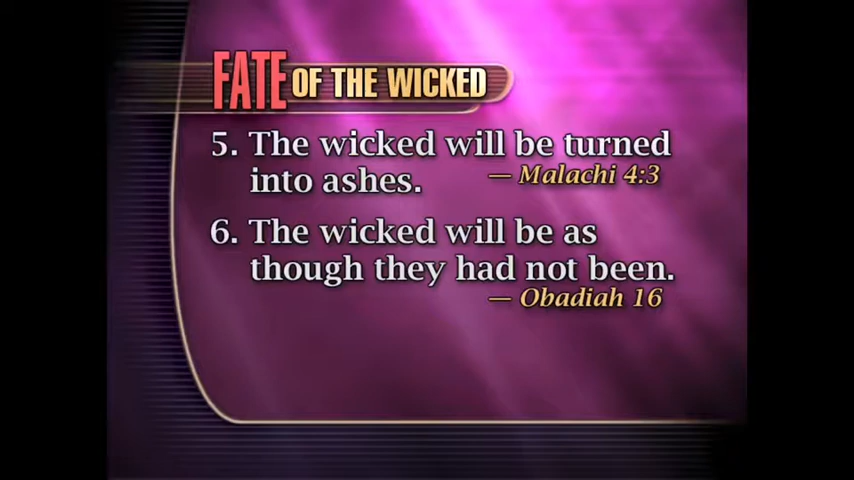 FATE OF THE WICKED
5. The wicked will be turned
into ashes. — Malachi 4:3
6. The wicked will be as
though they had not been.
— Obadiah 16